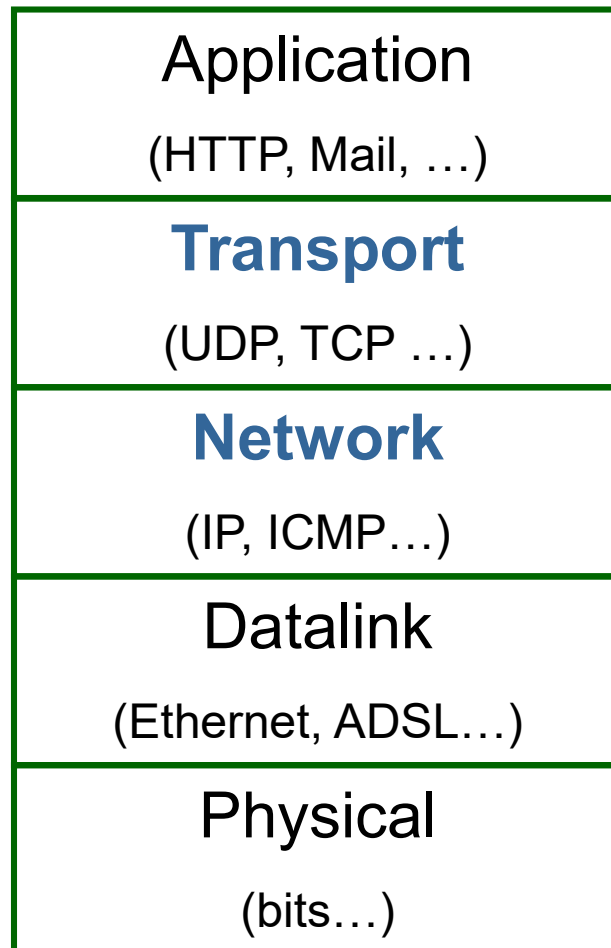 Application
(HTTP, Mail, …)
Transport
(UDP, TCP …)
Network
(IP, ICMP…)
Datalink
(Ethernet, ADSL…)
Physical
(bits…)